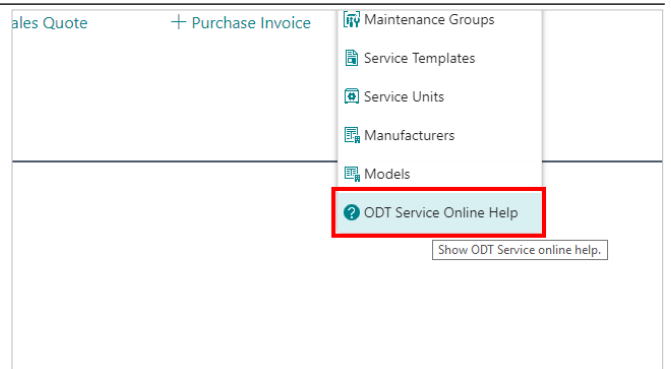 ales Quote
+ Purchase Invoice
Maintenance Groups
Service Templates
Service Units
Manufacturers
Models
ODT Service Online Help
Show ODT Service online help.